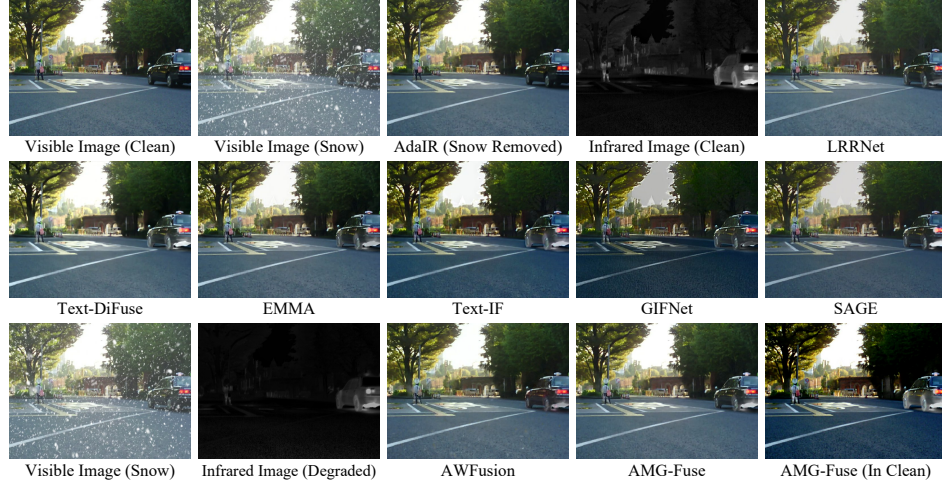 Visible Image (Clean)
Visible Image (Snow)
AdaIR (Snow Removed)
Infrared Image (Clean)
LRRNet
Text-DiFuse
EMMA
Text-IF
GIFNet
SAGE
Visible Image (Snow)
Infrared Image (Degraded)
AWFusion
AMG-Fuse
AMG-Fuse (In Clean)